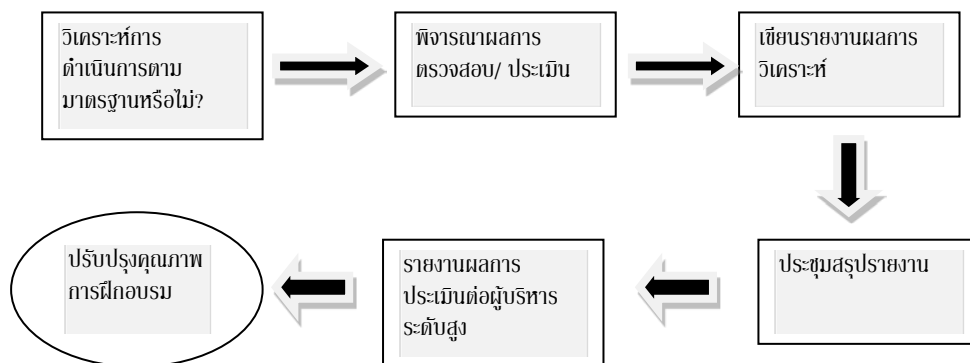 วิเคราะห์การ
ดำเนินการตาม
มาตรฐานหรือไม่?
พิจารณาผลการ
ตรวจสอบ/ ประเมิน
เขียนรายงานผลการ
วิเคราะห์
ประชุมสรุปรายงาน
รายงานผลการ
ประเมินต่อผู้บริหาร
ระดับสูง
ปรับปรุงคุณภาพ
การฝึกอบรม